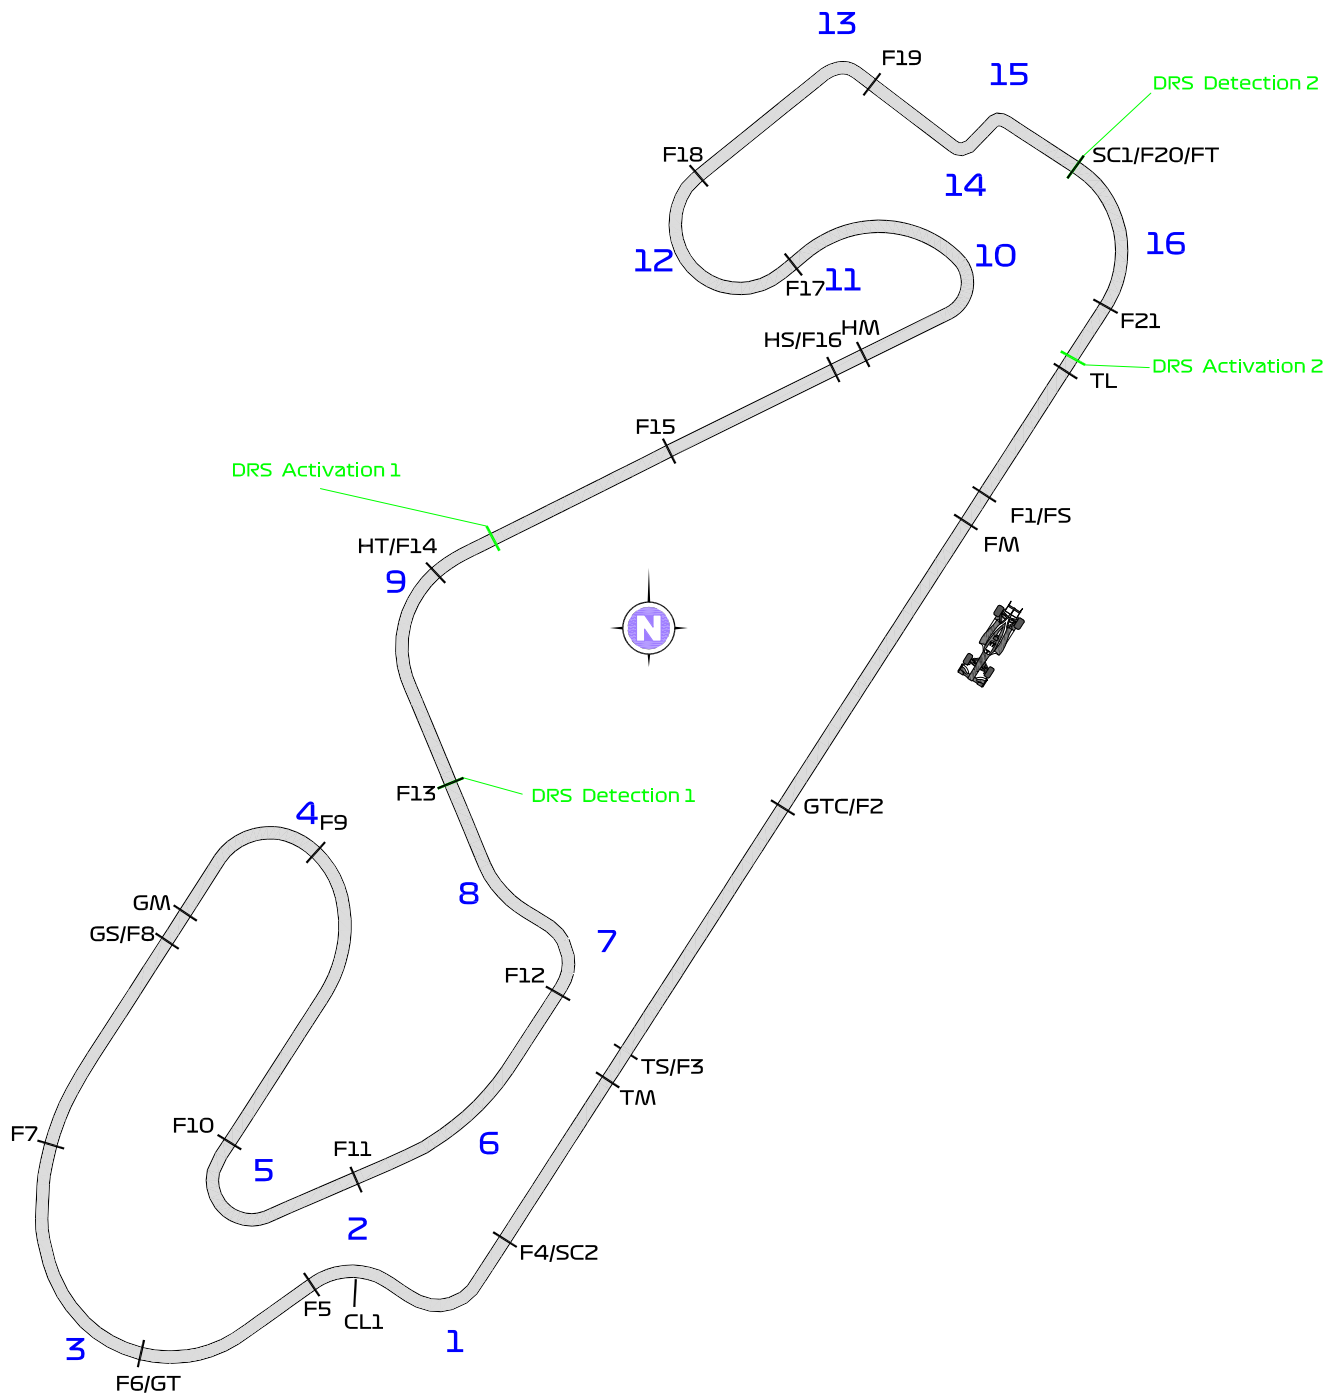 13
F19
15
DRS Detection 2
F18
SC1/F20/FT
14
16
12
10
F17
11
F21
HS/F16
HM
DRS Activation 2
TL
F15
DRS Activation 1
F1/FS
HT/F14
FM
9
N
F13
DRS Detection 1
GTC/F2
4
F9
8
GM
GS/F8
7
F12
TS/F3
TM
F7
F10
F11
6
5
2
F4/SC2
F5
CL1
1
3
F6/GT